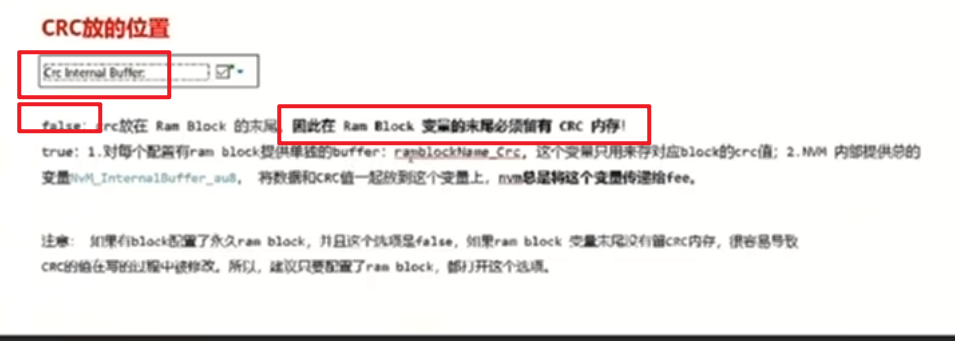 CRC放的位置
Crc Internal Buffer:
false: crc放在 Ram Block 的末尾，因此在 Ram Block 变量的末尾必须留有 CRC 内存!
true: 1.对每个配置有ram block提供单独的buffer: ramblockName_Crc, 这个变量只用来存对应block的crc值; 2.NVM 内部提供总的
变量NvM_InternalBuffer_au8, 将数据和CRC值一起放到这个变量上, nvm总是将这个变量传递给fee。
注意: 如果有block配置了永久ram block, 并且这个选项是false, 如果ram block 变量末尾没有留CRC内存, 很容易导致
CRC的值在写的过程中被修改。所以, 建议只要配置了ram block, 都打开这个选项。